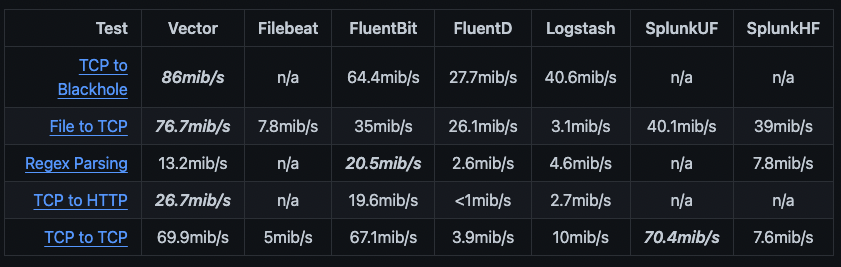 Test Vector Filebeat FluentBit FluentD Logstash SplunkUF SplunkHF
TCP to
Blackhole 86mib/s n/a 64.4mib/s 27.7mib/s 40.6mib/s n/a n/a
File to TCP 76.7mib/s 7.8mib/s 35mib/s 26.1mib/s 3.1mib/s 40.1mib/s 39mib/s
Regex Parsing 13.2mib/s n/a 20.5mib/s 2.6mib/s 4.6mib/s n/a 7.8mib/s
TCP to HTTP 26.7mib/s n/a 19.6mib/s <1mib/s 2.7mib/s n/a n/a
TCP to TCP 69.9mib/s 5mib/s 67.1mib/s 3.9mib/s 10mib/s 70.4mib/s 7.6mib/s